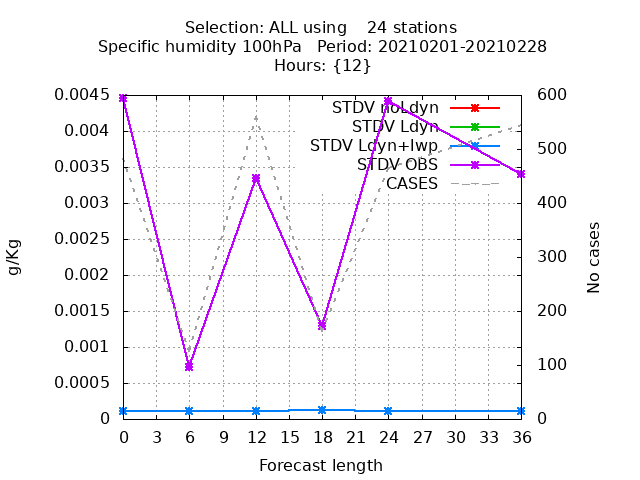 Selection: ALL using    24 stations
Specific humidity 100hPa   Period: 20210201-20210228
Hours: {12}
STDV noLdyn
STDV Ldyn
STDV Ldyn+lwp
STDV OBS
CASES
g/Kg
0.0045
0.004
0.0035
0.003
0.0025
0.002
0.0015
0.001
0.0005
0
600
500
400
300
200
100
0
No cases
0 3 6 9 12 15 18 21 24 27 30 33 36
Forecast length